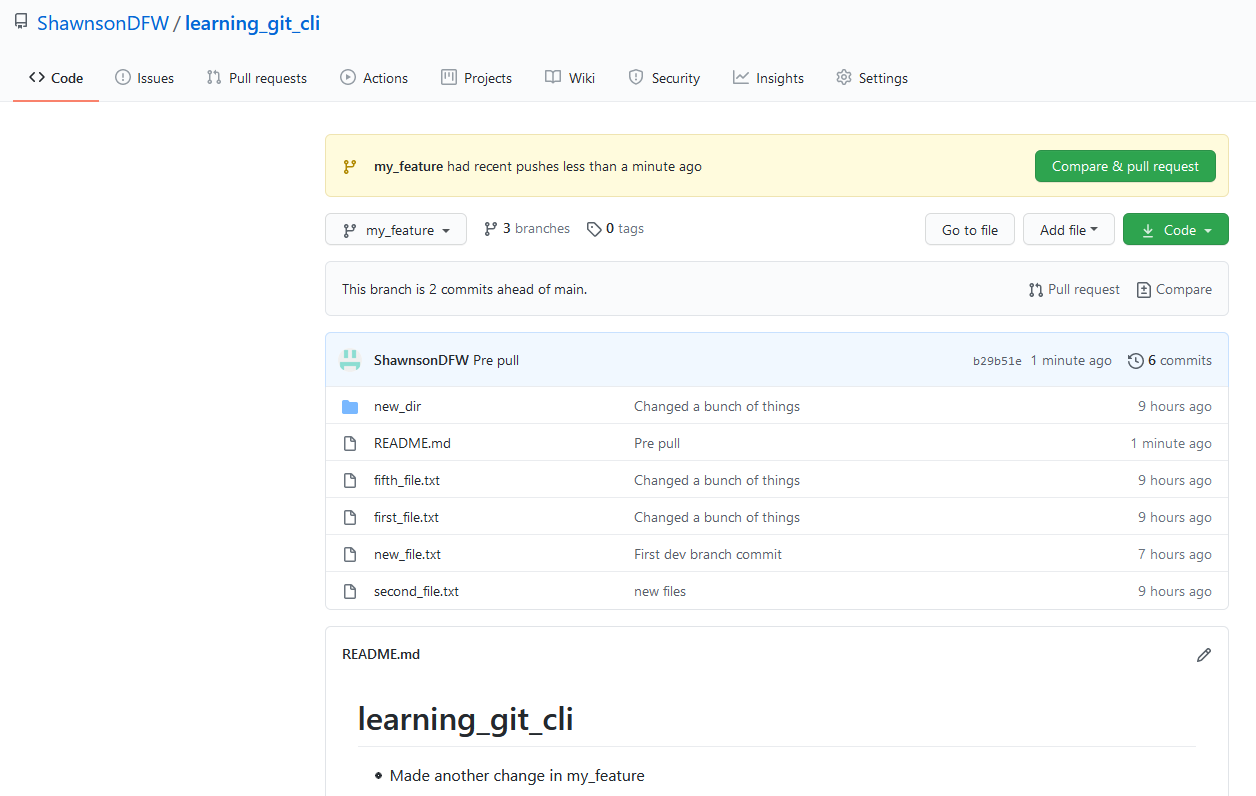 ShawnsonDFW / learning_git_cli
Code Issues Pull requests Actions Projects Wiki Security Insights Settings
my_feature had recent pushes less than a minute ago Compare & pull request
my_feature 3 branches 0 tags Go to file Add file Code
This branch is 2 commits ahead of main. Pull request Compare
ShawnsonDFW Pre pull b29b51e 1 minute ago 6 commits
new_dir Changed a bunch of things 9 hours ago
README.md Pre pull 1 minute ago
fifth_file.txt Changed a bunch of things 9 hours ago
first_file.txt Changed a bunch of things 9 hours ago
new_file.txt First dev branch commit 7 hours ago
second_file.txt new files 9 hours ago
README.md
learning_git_cli
Made another change in my_feature